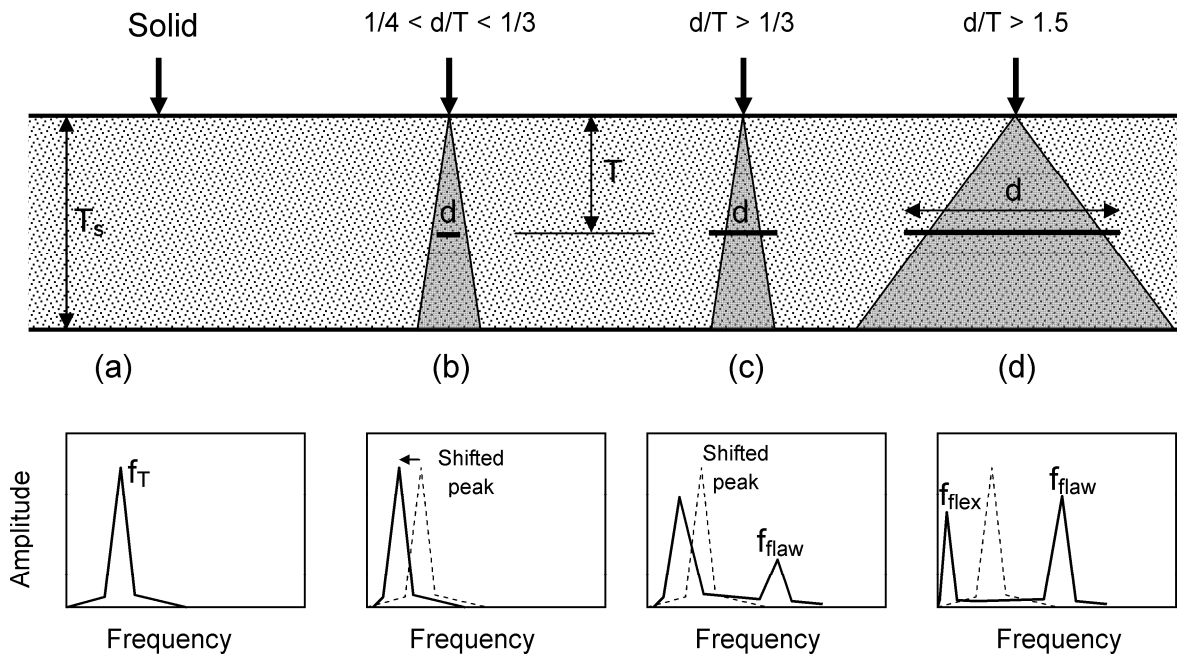 Solid
1/4 < d/T < 1/3
d/T > 1/3
d/T > 1.5
Ts
d
T
d
d
(a)
(b)
(c)
(d)
Amplitude
fT
Shifted
peak
Shifted
peak
fflaw
fflex
fflaw
Frequency
Frequency
Frequency
Frequency